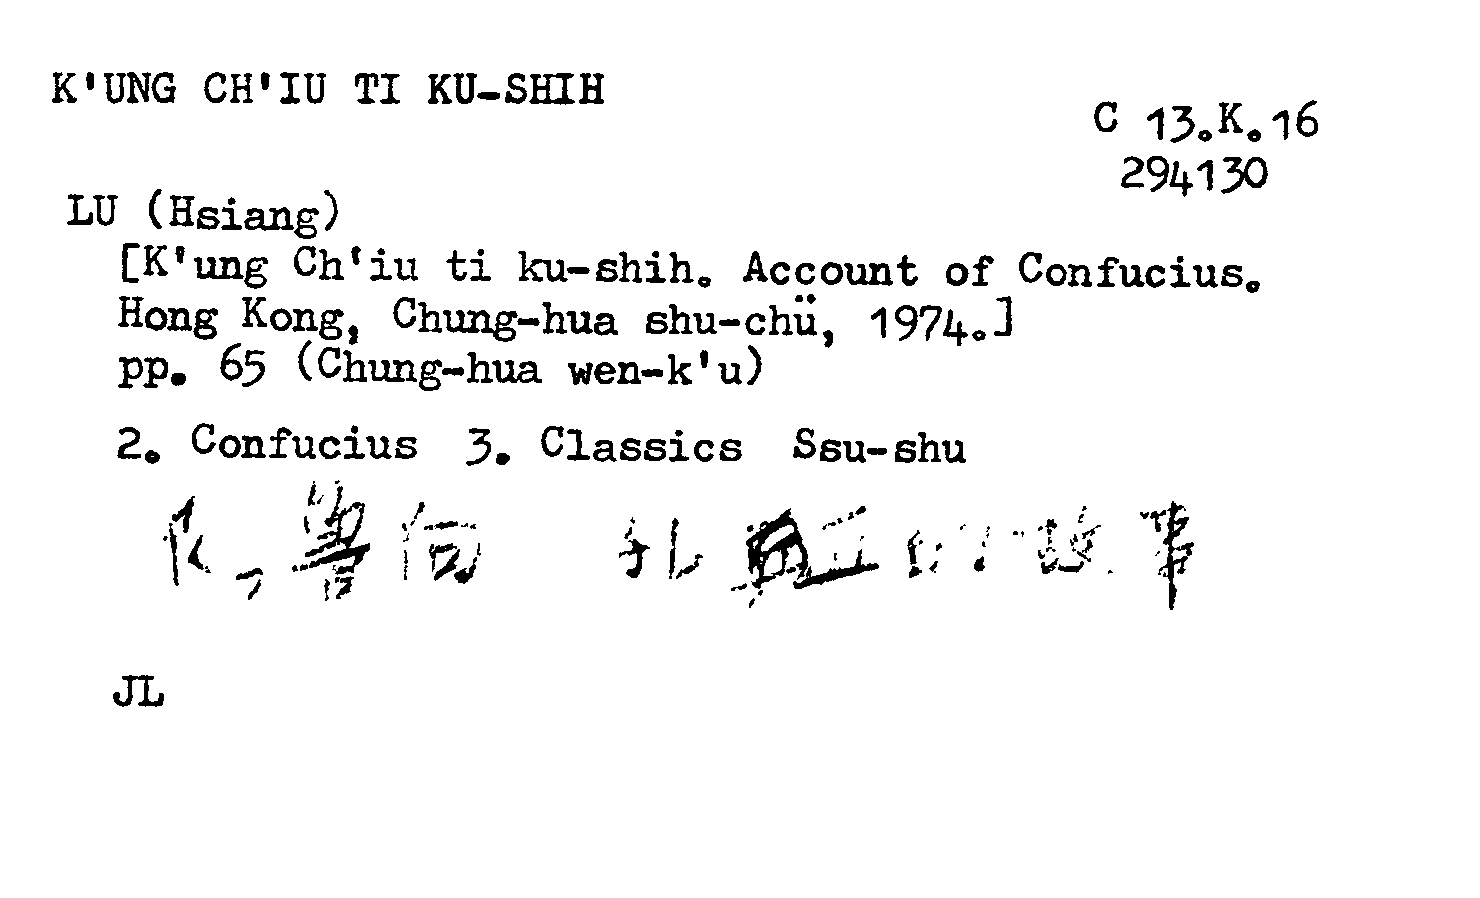 K'UNG CH'IU TI KU-SHIH
C 13.K.16
294130
LU (Hsiang)
[K'ung Ch'iu ti ku-shih. Account of Confucius.
Hong Kong, Chung-hua shu-chü, 1974.]
pp. 65 (Chung-hua wen-k'u)
2. Confucius 3. Classics Ssu-shu
魯向 孔丘的故事
JL